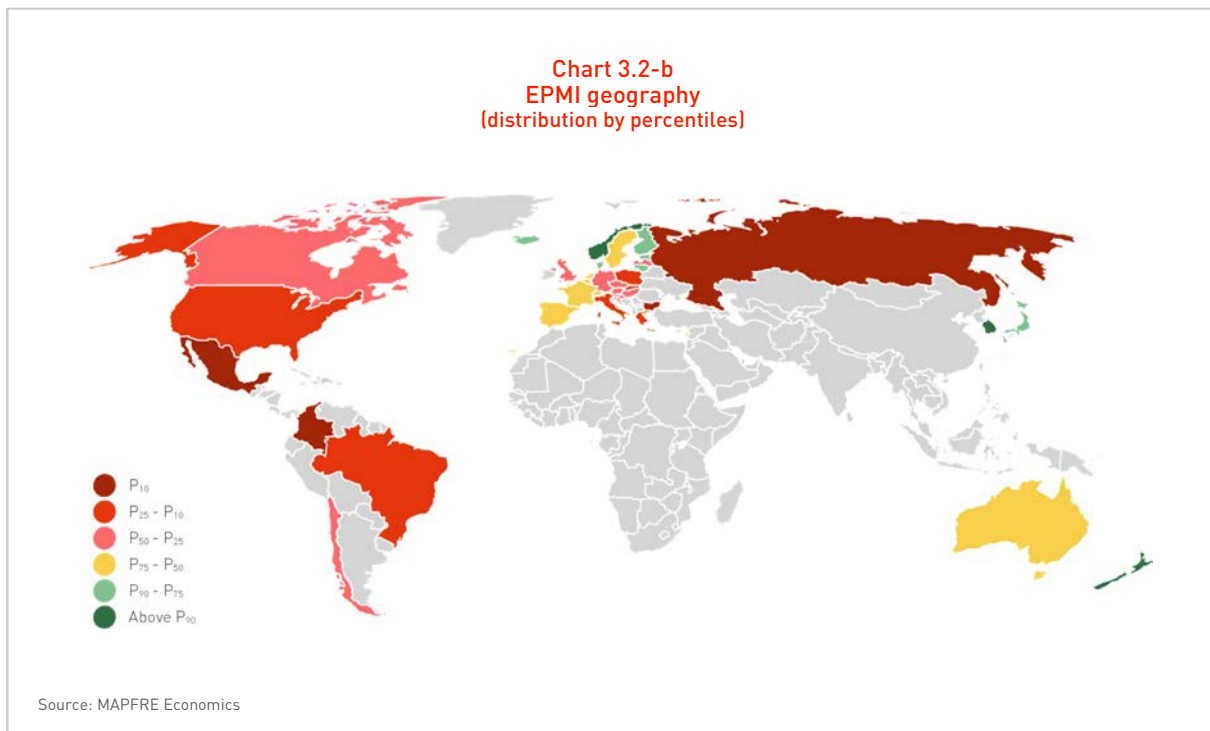 Chart 3.2-b
EPMI geography
(distribution by percentiles)
P₁₀
P₂₅ - P₁₀
P₅₀ - P₂₅
P₇₅ - P₅₀
P₉₀ - P₇₅
Above P₉₀
Source: MAPFRE Economics